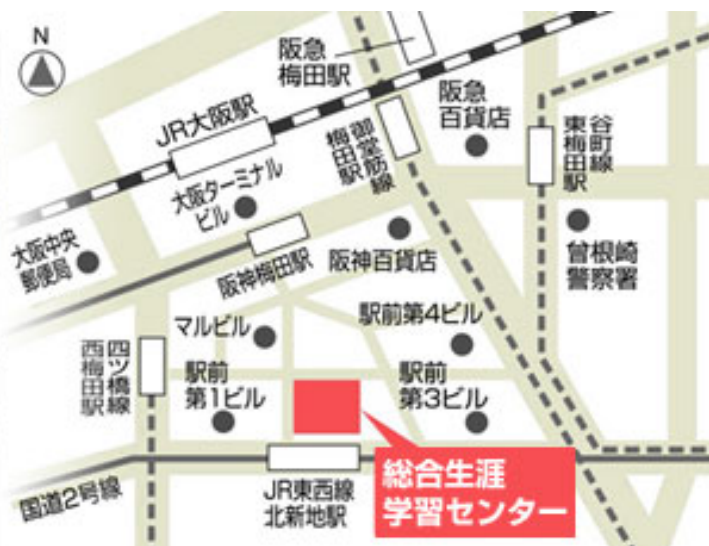 N
阪急
梅田駅
JR大阪駅
阪急
百貨店
御堂筋線
梅田駅
谷町線
東梅田駅
大阪ターミナル
ビル
大阪中央
郵便局
阪神梅田駅
阪神百貨店
曾根崎
警察署
マルビル
駅前第4ビル
四ツ橋線
西梅田駅
駅前
第1ビル
駅前
第3ビル
総合生涯
学習センター
国道2号線
JR東西線
北新地駅